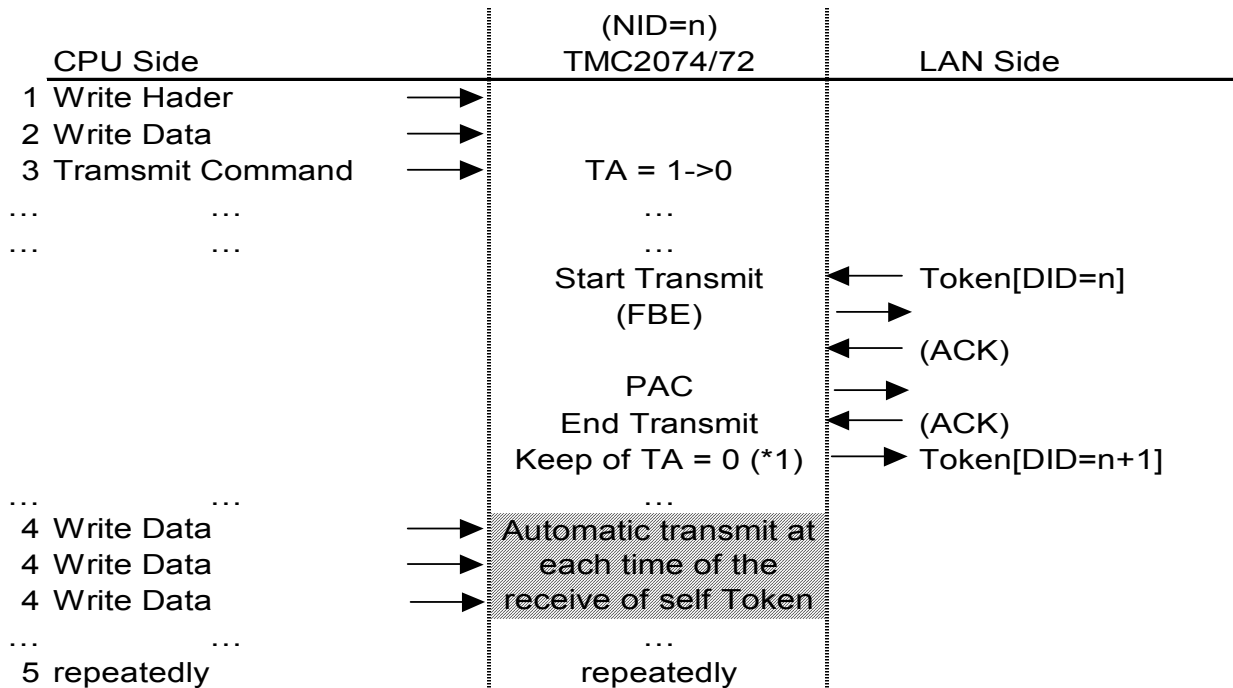 (NID=n)
CPU Side TMC2074/72 LAN Side
1 Write Hader
2 Write Data
3 Tramsmit Command TA = 1->0
... ... ...
... ... ...
Start Transmit Token[DID=n]
(FBE)
(ACK)
PAC
End Transmit (ACK)
Keep of TA = 0 (*1) Token[DID=n+1]
... ... ...
4 Write Data Automatic transmit at
4 Write Data each time of the
4 Write Data receive of self Token
... ... ...
5 repeatedly repeatedly